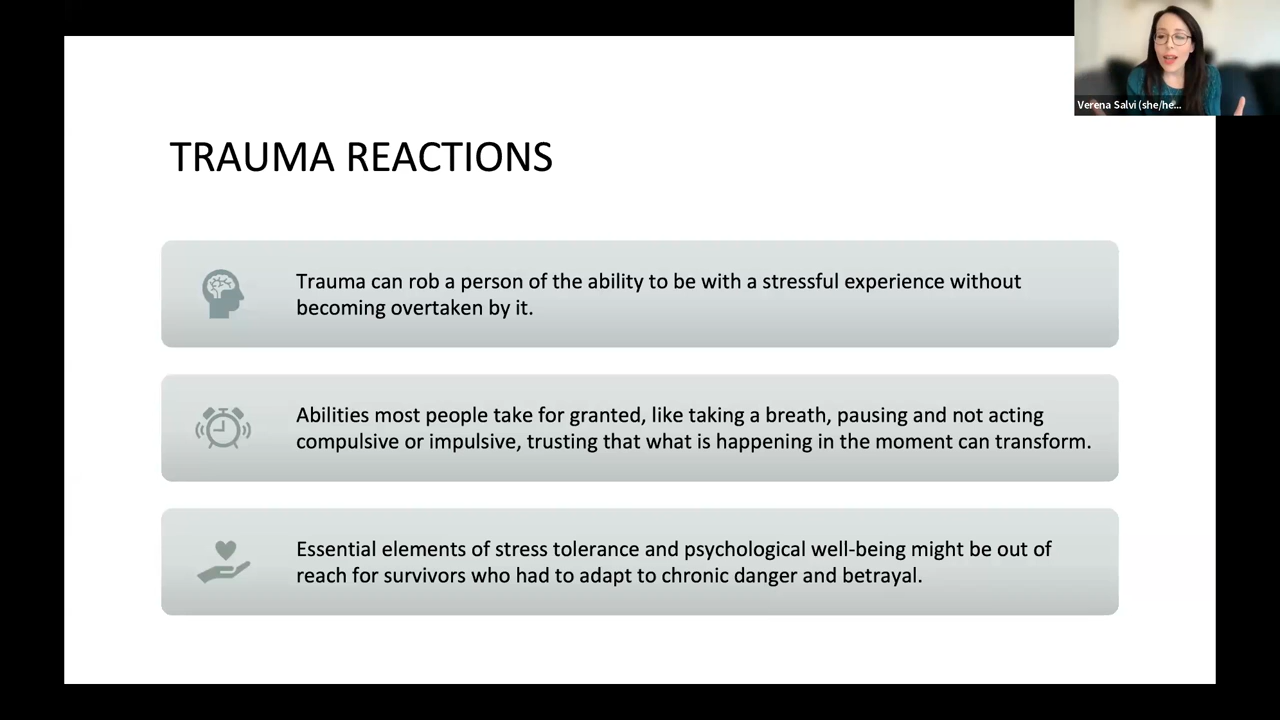 Verena Salvi (she/he...
TRAUMA REACTIONS
Trauma can rob a person of the ability to be with a stressful experience without
becoming overtaken by it.
Abilities most people take for granted, like taking a breath, pausing and not acting
compulsive or impulsive, trusting that what is happening in the moment can transform.
Essential elements of stress tolerance and psychological well-being might be out of
reach for survivors who had to adapt to chronic danger and betrayal.